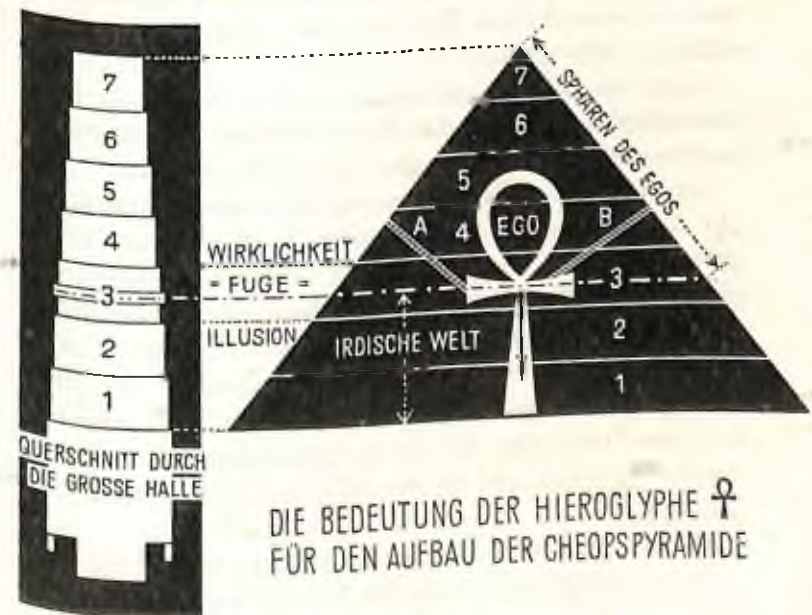 7
6
5
4
3
2
1
QUERSCHNITT DURCH
DIE GROSSE HALLE
WIRKLICHKEIT
= FUGE =
ILLUSION
7
6
5
A 4 EGO B
3
IRDISCHE WELT 2
1
SPHÄREN DES EGOS
DIE BEDEUTUNG DER HIEROGLYPHE ☥
FÜR DEN AUFBAU DER CHEOPSPYRAMIDE